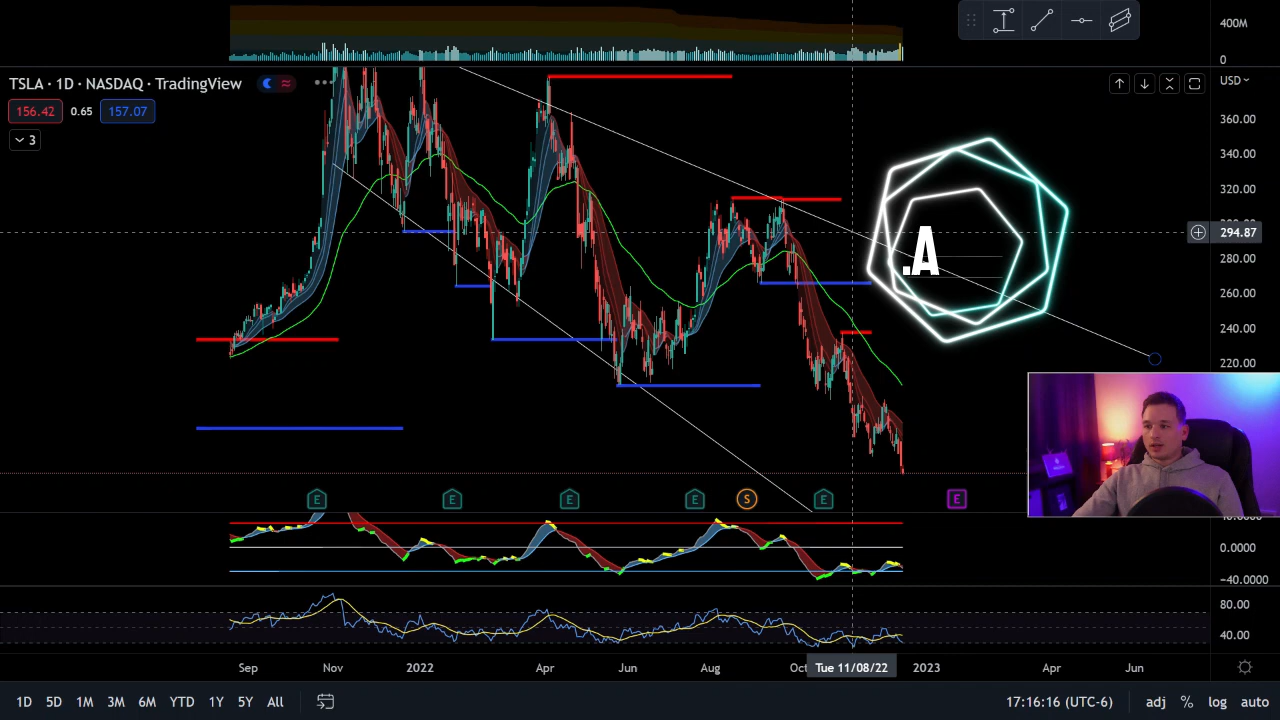 400M
0
TSLA · 1D · NASDAQ · TradingView
USD
156.42 0.65 157.07
3
360.00
340.00
320.00
294.87
280.00
260.00
240.00
220.00
.A
E E E E S E E
0.0000
−40.0000
80.00
40.00
Sep Nov 2022 Apr Jun Aug Oct Tue 11/08/22 2023 Apr Jun
1D 5D 1M 3M 6M YTD 1Y 5Y All 17:16:16 (UTC-6) adj % log auto